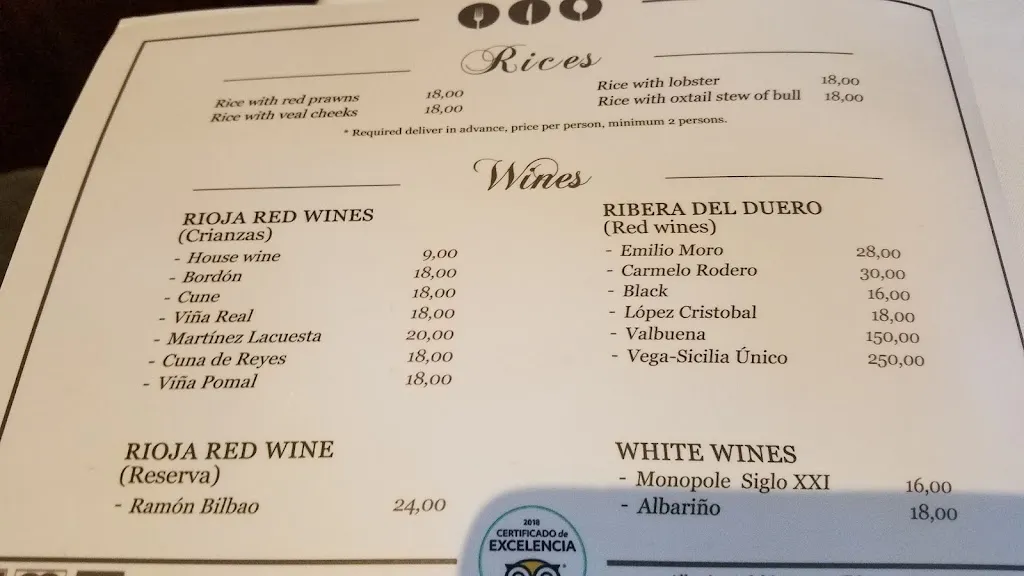 Rices
Rice with red prawns 18,00
Rice with veal cheeks 18,00
Rice with lobster 18,00
Rice with oxtail stew of bull 18,00
* Required deliver in advance, price per person, minimum 2 persons.
Wines
RIOJA RED WINES
(Crianzas)
- House wine 9,00
- Bordón 18,00
- Cune 18,00
- Viña Real 18,00
- Martínez Lacuesta 20,00
- Cuna de Reyes 18,00
- Viña Pomal 18,00
RIBERA DEL DUERO
(Red wines)
- Emilio Moro 28,00
- Carmelo Rodero 30,00
- Black 16,00
- López Cristobal 18,00
- Valbuena 150,00
- Vega-Sicilia Único 250,00
RIOJA RED WINE
(Reserva)
- Ramón Bilbao 24,00
WHITE WINES
- Monopole Siglo XXI 16,00
- Albariño 18,00
2018
CERTIFICADO de
EXCELENCIA